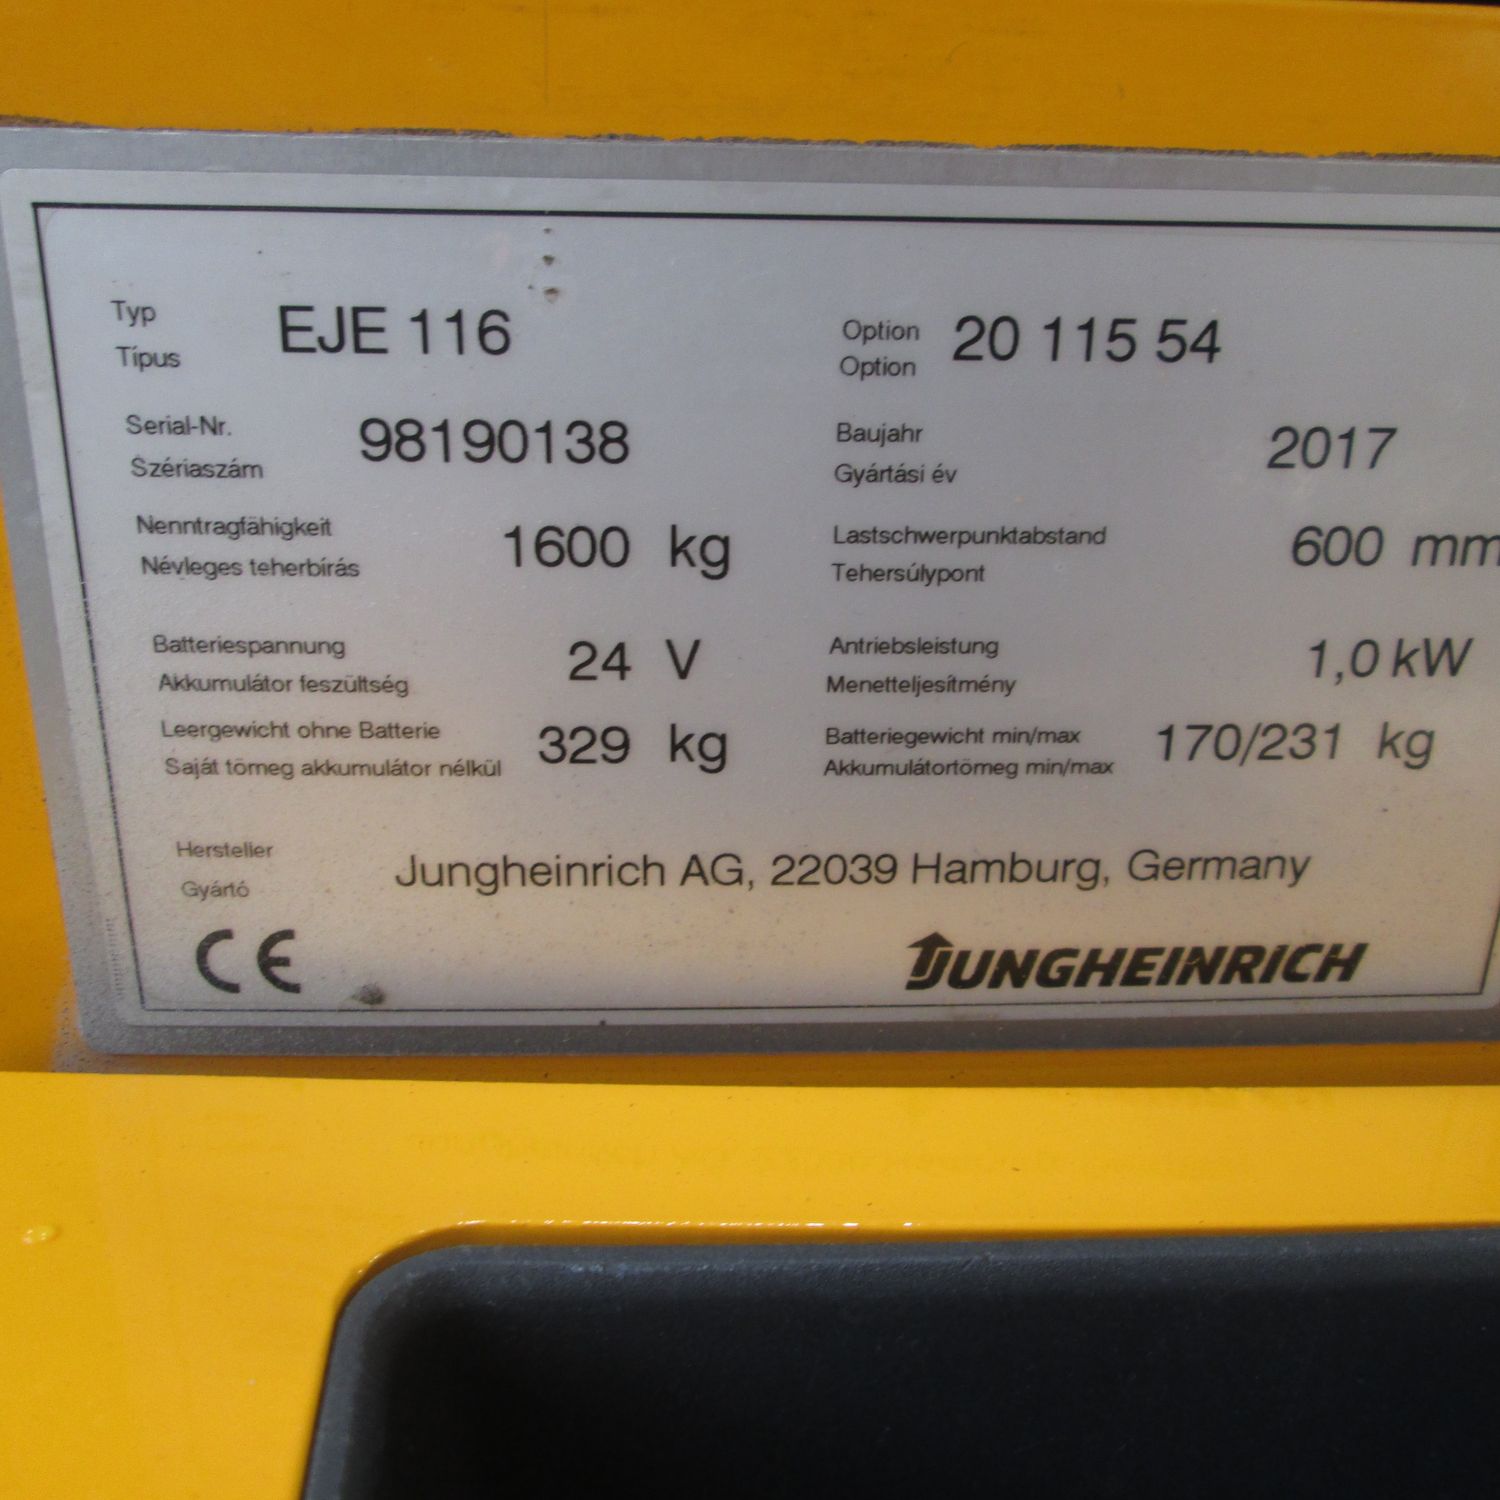 Typ EJE 116 Option 20 115 54
Típus Option
Serial-Nr. 98190138 Baujahr 2017
Szériaszám Gyártási év
Nenntragfähigkeit 1600 kg Lastschwerpunktabstand 600 mm
Névleges teherbírás Tehersúlypont
Batteriespannung 24 V Antriebsleistung 1,0 kW
Akkumulátor feszültség Menetteljesítmény
Leergewicht ohne Batterie 329 kg Batteriegewicht min/max 170/231 kg
Saját tömeg akkumulátor nélkül Akkumulátortömeg min/max
Hersteller Jungheinrich AG, 22039 Hamburg, Germany
Gyártó
CE JUNGHEINRICH